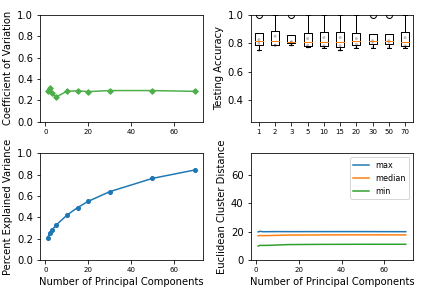 Coefficient of Variation
1.0
0.8
0.6
0.4
0.2
0.0
0 20 40 60
Testing Accuracy
1.0
0.8
0.6
0.4
1 2 3 5 10 15 20 30 50 70
Percent Explained Variance
1.0
0.8
0.6
0.4
0.2
0.0
0 20 40 60
Number of Principal Components
Euclidean Cluster Distance
60
40
20
0
max
median
min
0 20 40 60
Number of Principal Components